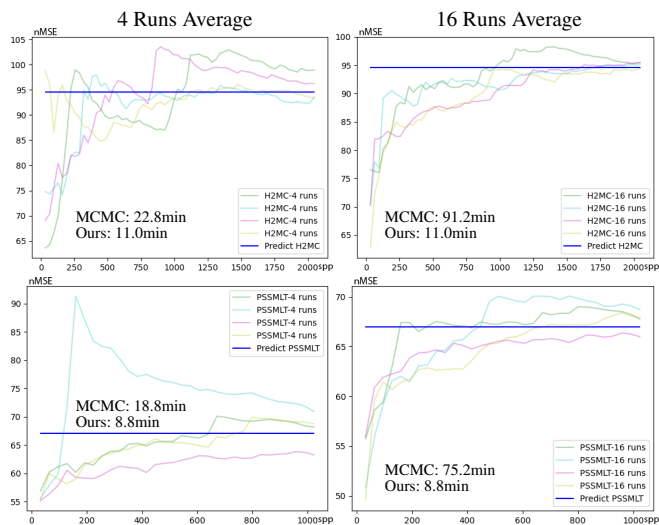 4 Runs Average
16 Runs Average
nMSE
105
100
95
90
85
80
75
70
65
MCMC: 22.8min
Ours: 11.0min
H2MC-4 runs
H2MC-4 runs
H2MC-4 runs
H2MC-4 runs
Predict H2MC
0 250 500 750 1000 1250 1500 1750 2000 spp
nMSE
100
95
90
85
80
75
70
65
60
MCMC: 91.2min
Ours: 11.0min
H2MC-16 runs
H2MC-16 runs
H2MC-16 runs
H2MC-16 runs
Predict H2MC
0 250 500 750 1000 1250 1500 1750 2000 spp
nMSE
90
85
80
75
70
65
60
55
PSSMLT-4 runs
PSSMLT-4 runs
PSSMLT-4 runs
PSSMLT-4 runs
Predict PSSMLT
MCMC: 18.8min
Ours: 8.8min
0 200 400 600 800 1000 spp
nMSE
70
65
60
55
50
MCMC: 75.2min
Ours: 8.8min
PSSMLT-16 runs
PSSMLT-16 runs
PSSMLT-16 runs
PSSMLT-16 runs
Predict PSSMLT
0 200 400 600 800 1000 spp